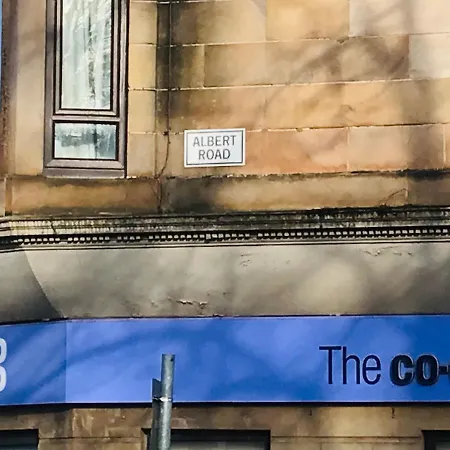 ALBERT
ROAD
The co-